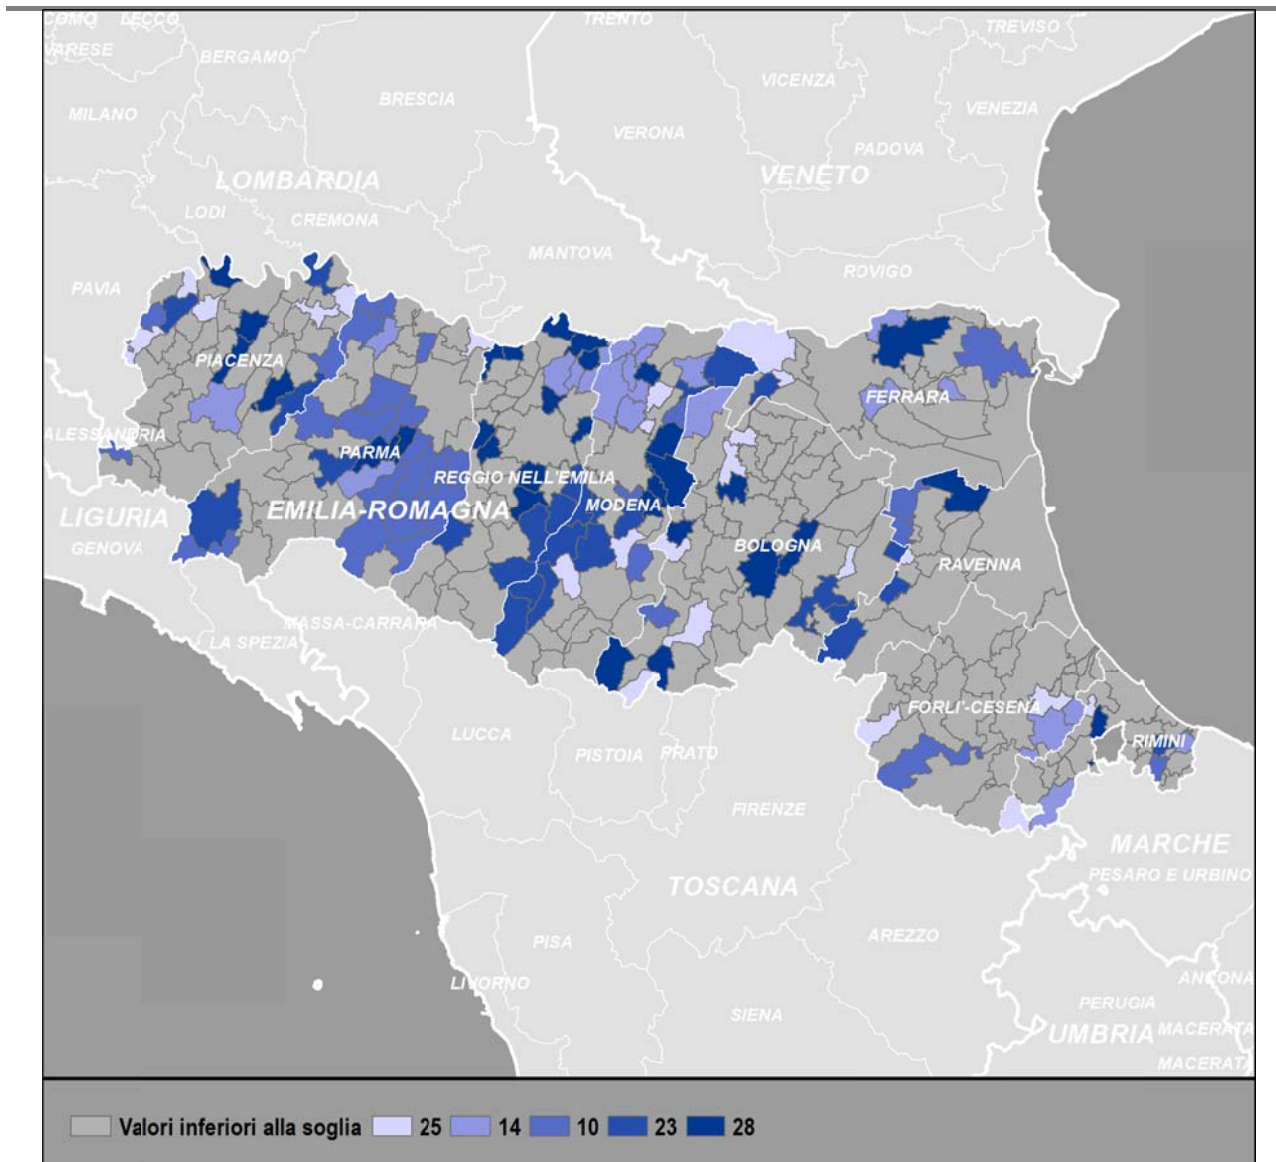 COMO LECCO TRENTO TREVISO
VARESE BERGAMO VICENZA
BRESCIA VENEZIA
MILANO VERONA PADOVA
LOMBARDIA VENETO
LODI CREMONA
MANTOVA ROVIGO
PAVIA
PIACENZA
FERRARA
ALESSANDRIA PARMA
REGGIO NELL'EMILIA
LIGURIA EMILIA-ROMAGNA MODENA
GENOVA BOLOGNA
RAVENNA
MASSA-CARRARA
LA SPEZIA
FORLI'-CESENA
LUCCA PISTOIA PRATO RIMINI
FIRENZE
MARCHE
TOSCANA PESARO E URBINO
PISA AREZZO
LIVORNO ANCONA
SIENA PERUGIA
UMBRIA MACERATA
MACERATA
Valori inferiori alla soglia 25 14 10 23 28